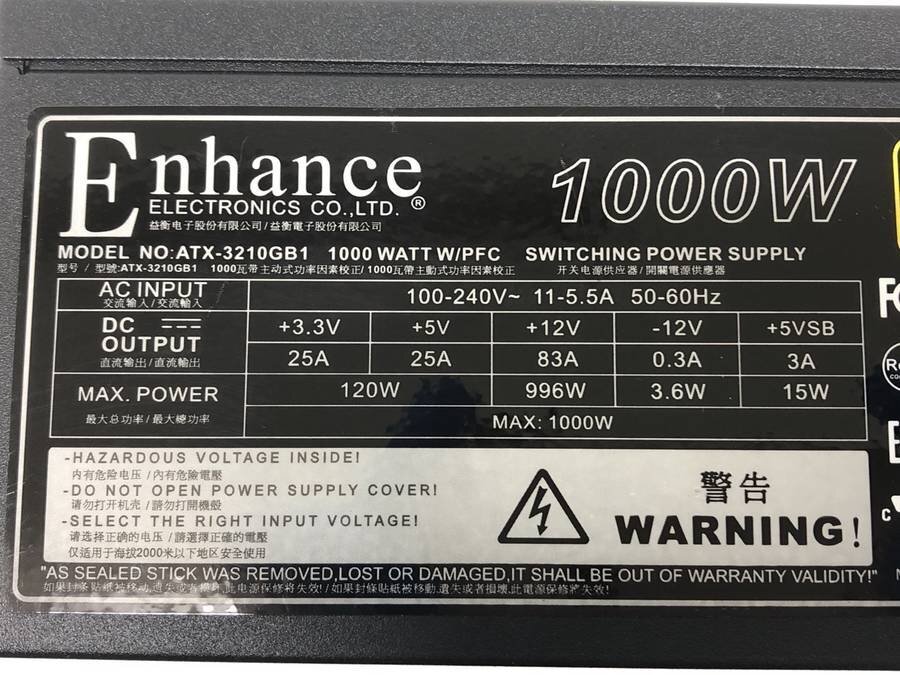 Enhance 1000W
ELECTRONICS CO.,LTD. ®
益衡电子股份有限公司 / 益衡電子股份有限公司
MODEL NO:ATX-3210GB1 1000 WATT W/PFC SWITCHING POWER SUPPLY
型号 / 型號:ATX-3210GB1 1000瓦带主动式功率因素校正/1000瓦帶主動式功率因素校正 开关电源供应器 / 開關電源供應器
AC INPUT 100-240V~ 11-5.5A 50-60Hz
交流输入 / 交流輸入
DC OUTPUT +3.3V +5V +12V -12V +5VSB
直流输出 / 直流輸出 25A 25A 83A 0.3A 3A
MAX. POWER 120W 996W 3.6W 15W
最大总功率 / 最大總功率 MAX: 1000W
-HAZARDOUS VOLTAGE INSIDE!
内有危险电压 / 內有危險電壓
-DO NOT OPEN POWER SUPPLY COVER!
请勿打开机壳 / 請勿打開機殼
-SELECT THE RIGHT INPUT VOLTAGE!
请选择正确的电压 / 請選擇正確的電壓
仅适用于海拔2000米以下地区安全使用
警告
WARNING!
"AS SEALED STICK WAS REMOVED,LOST OR DAMAGED,IT SHALL BE OUT OF WARRANTY VALIDITY!"
如果封条贴纸被移动,遗失或者损坏,此电源保修将失效! / 如果封條貼紙被移動,遺失或者損壞,此電源保修將失效!